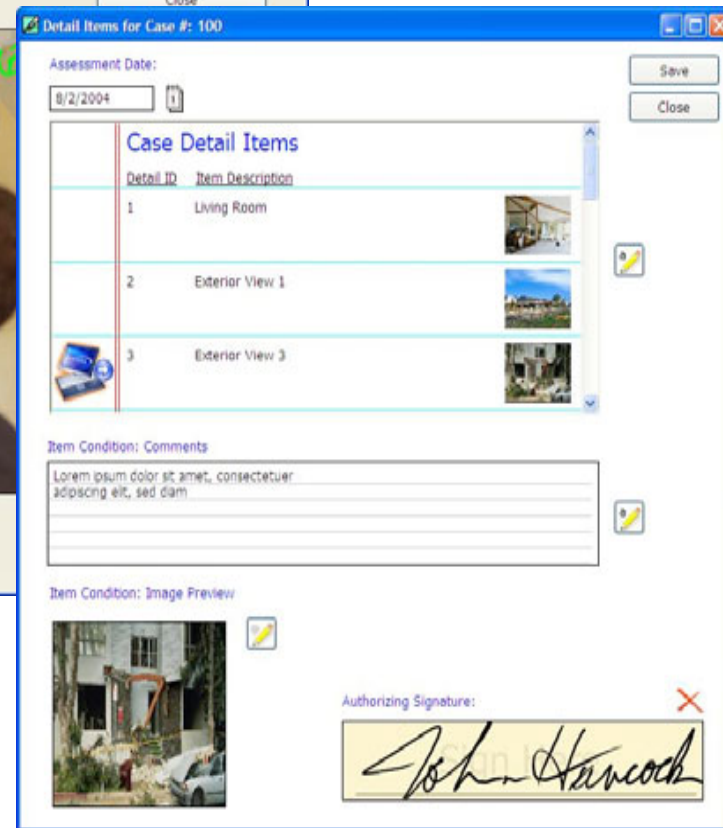 Close
Detail Items for Case #: 100
Assessment Date:
Save
8/2/2004
Close
Case Detail Items
Detail ID Item Description
1 Living Room
2 Exterior View 1
3 Exterior View 3
Item Condition: Comments
Lorem ipsum dolor sit amet, consectetuer
adipiscing elit, sed diam
Item Condition: Image Preview
Authorizing Signature:
John Hancock